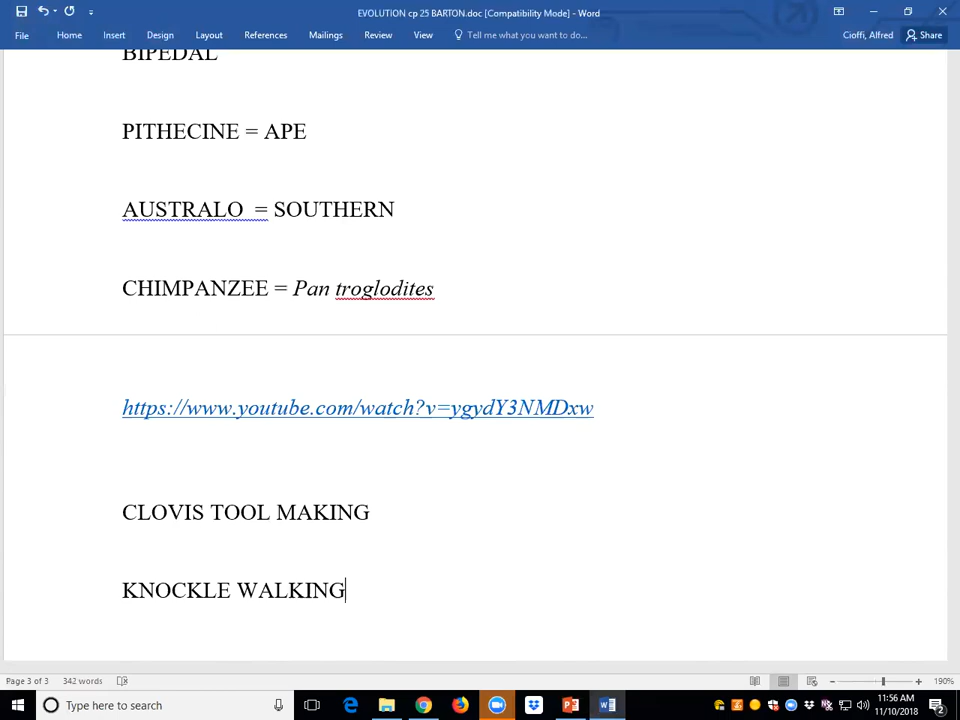 EVOLUTION cp 25 BARTON.doc [Compatibility Mode] - Word
File Home Insert Design Layout References Mailings Review View Tell me what you want to do... Cioffi, Alfred Share
BIPEDAL
PITHECINE = APE
AUSTRALO = SOUTHERN
CHIMPANZEE = Pan troglodites
https://www.youtube.com/watch?v=ygydY3NMDxw
CLOVIS TOOL MAKING
KNOCKLE WALKING
Page 3 of 3 342 words 190%
Type here to search 11:56 AM
11/10/2018 2